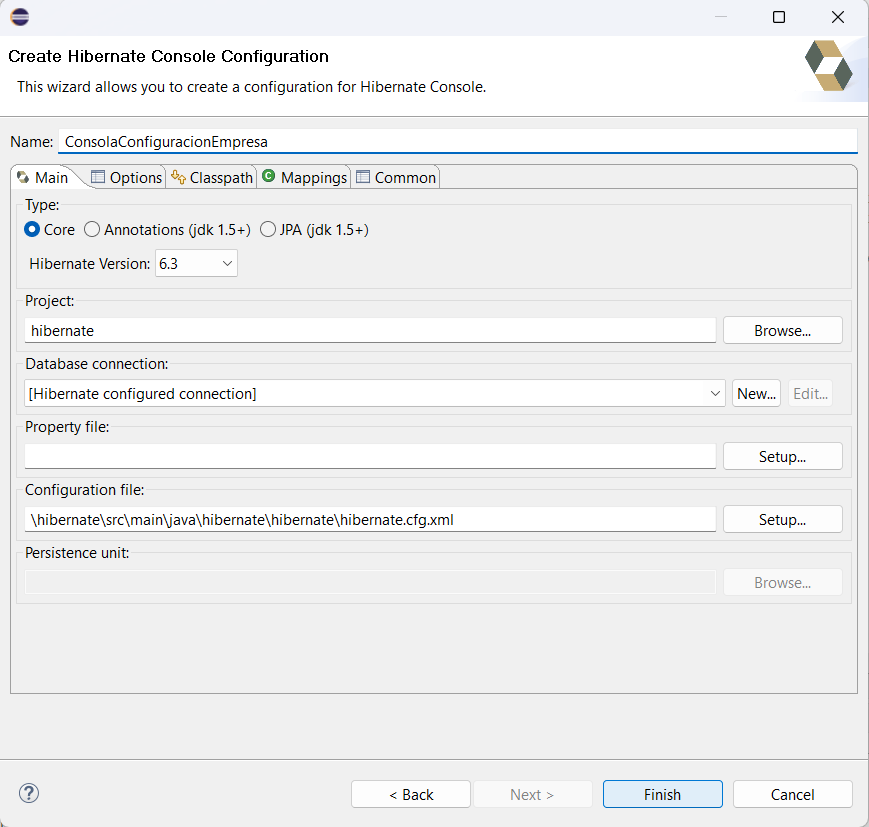 Create Hibernate Console Configuration
This wizard allows you to create a configuration for Hibernate Console.
Name: ConsolaConfiguracionEmpresa
Main Options Classpath Mappings Common
Type:
Core Annotations (jdk 1.5+) JPA (jdk 1.5+)
Hibernate Version: 6.3
Project:
hibernate Browse...
Database connection:
[Hibernate configured connection] New... Edit...
Property file:
Setup...
Configuration file:
\hibernate\src\main\java\hibernate\hibernate\hibernate.cfg.xml Setup...
Persistence unit:
Browse...
? < Back Next > Finish Cancel